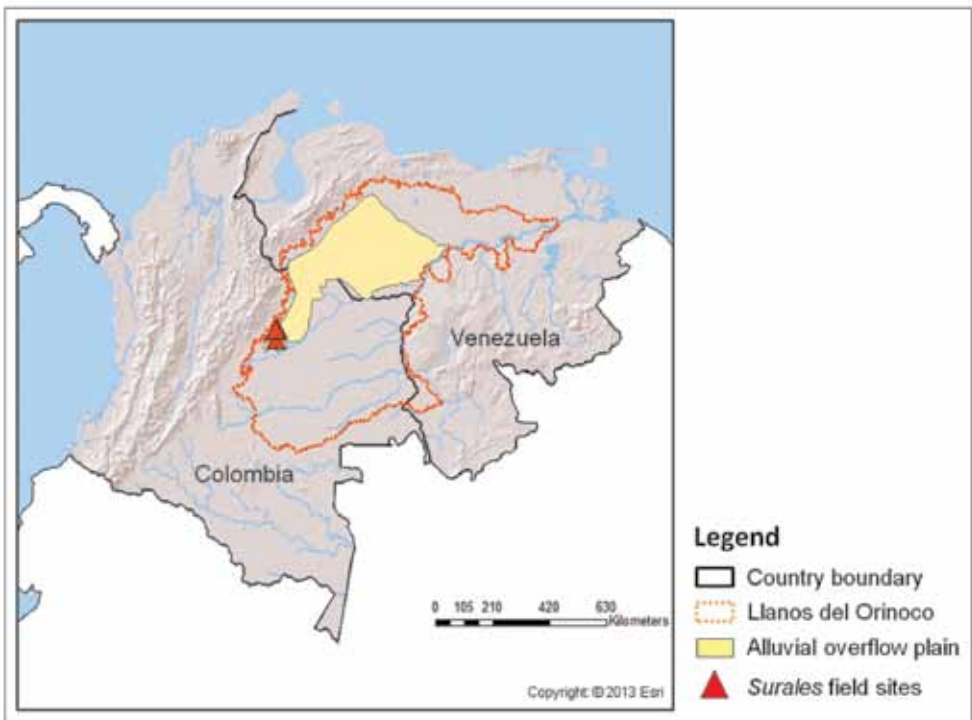 Venezuela
Colombia
0 105 210 420 630
Kilometers
Copyright: © 2013 Esri
Legend
Country boundary
Llanos del Orinoco
Alluvial overflow plain
Surales field sites